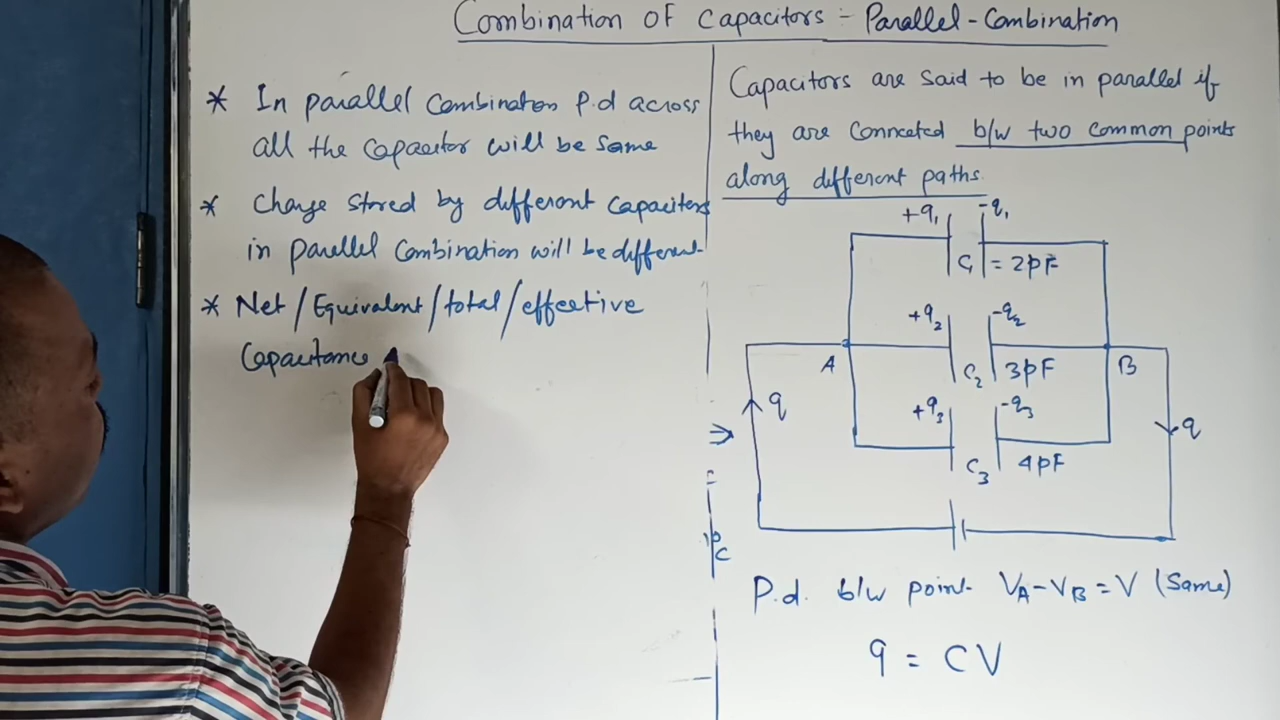 Combination of Capacitors :- Parallel-Combination
* In parallel combination P.d across
all the capacitor will be same
* Charge stored by different capacitors
in parallel combination will be different
* Net/Equivalent/total/effective
Capacitance
Capacitors are said to be in parallel if
they are conncated b/w two common points
along different paths.
+q₁ -q₁
C₁ = 2pF
+q₂ -q₂
A C₂ 3pF B
+q₃ -q₃
q q
C₃ 4pF
P.d. b/w point V_A-V_B = V (Same)
q = CV